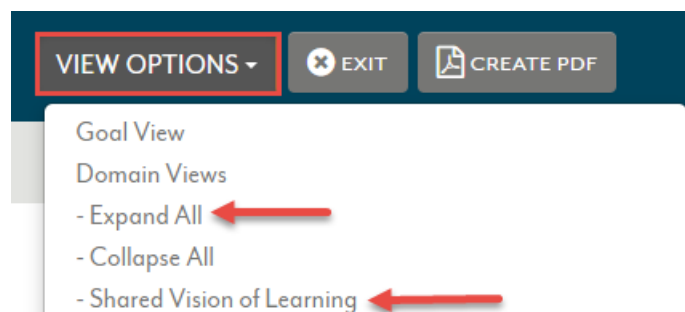 VIEW OPTIONS EXIT CREATE PDF
Goal View
Domain Views
- Expand All
- Collapse All
- Shared Vision of Learning